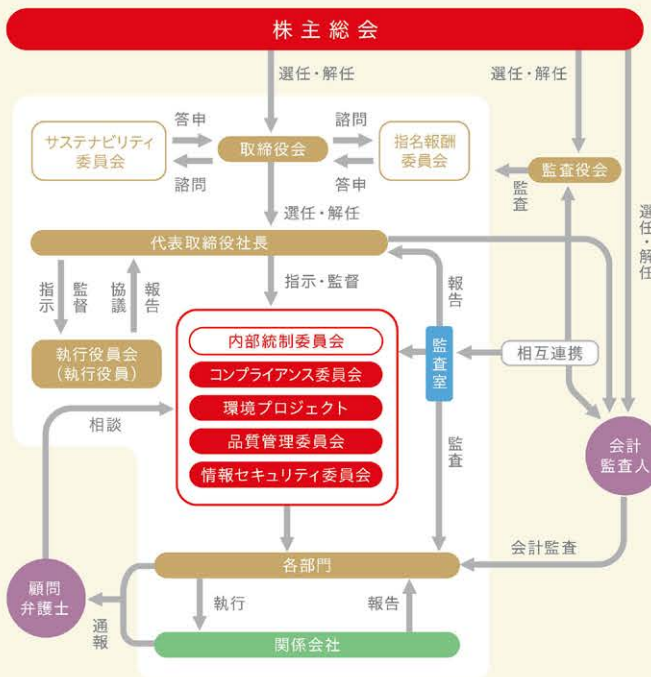 株主総会
選任・解任
選任・解任
選任・解任
答申
諮問
サステナビリティ
委員会
取締役会
指名報酬
委員会
諮問
答申
監査役会
監査
選任・解任
代表取締役社長
指示
監督
協議
報告
指示・監督
報告
執行役員会
(執行役員)
内部統制委員会
コンプライアンス委員会
環境プロジェクト
品質管理委員会
情報セキュリティ委員会
監査室
相互連携
相談
監査
会計
監査人
会計監査
各部門
顧問
弁護士
通報
執行
報告
関係会社